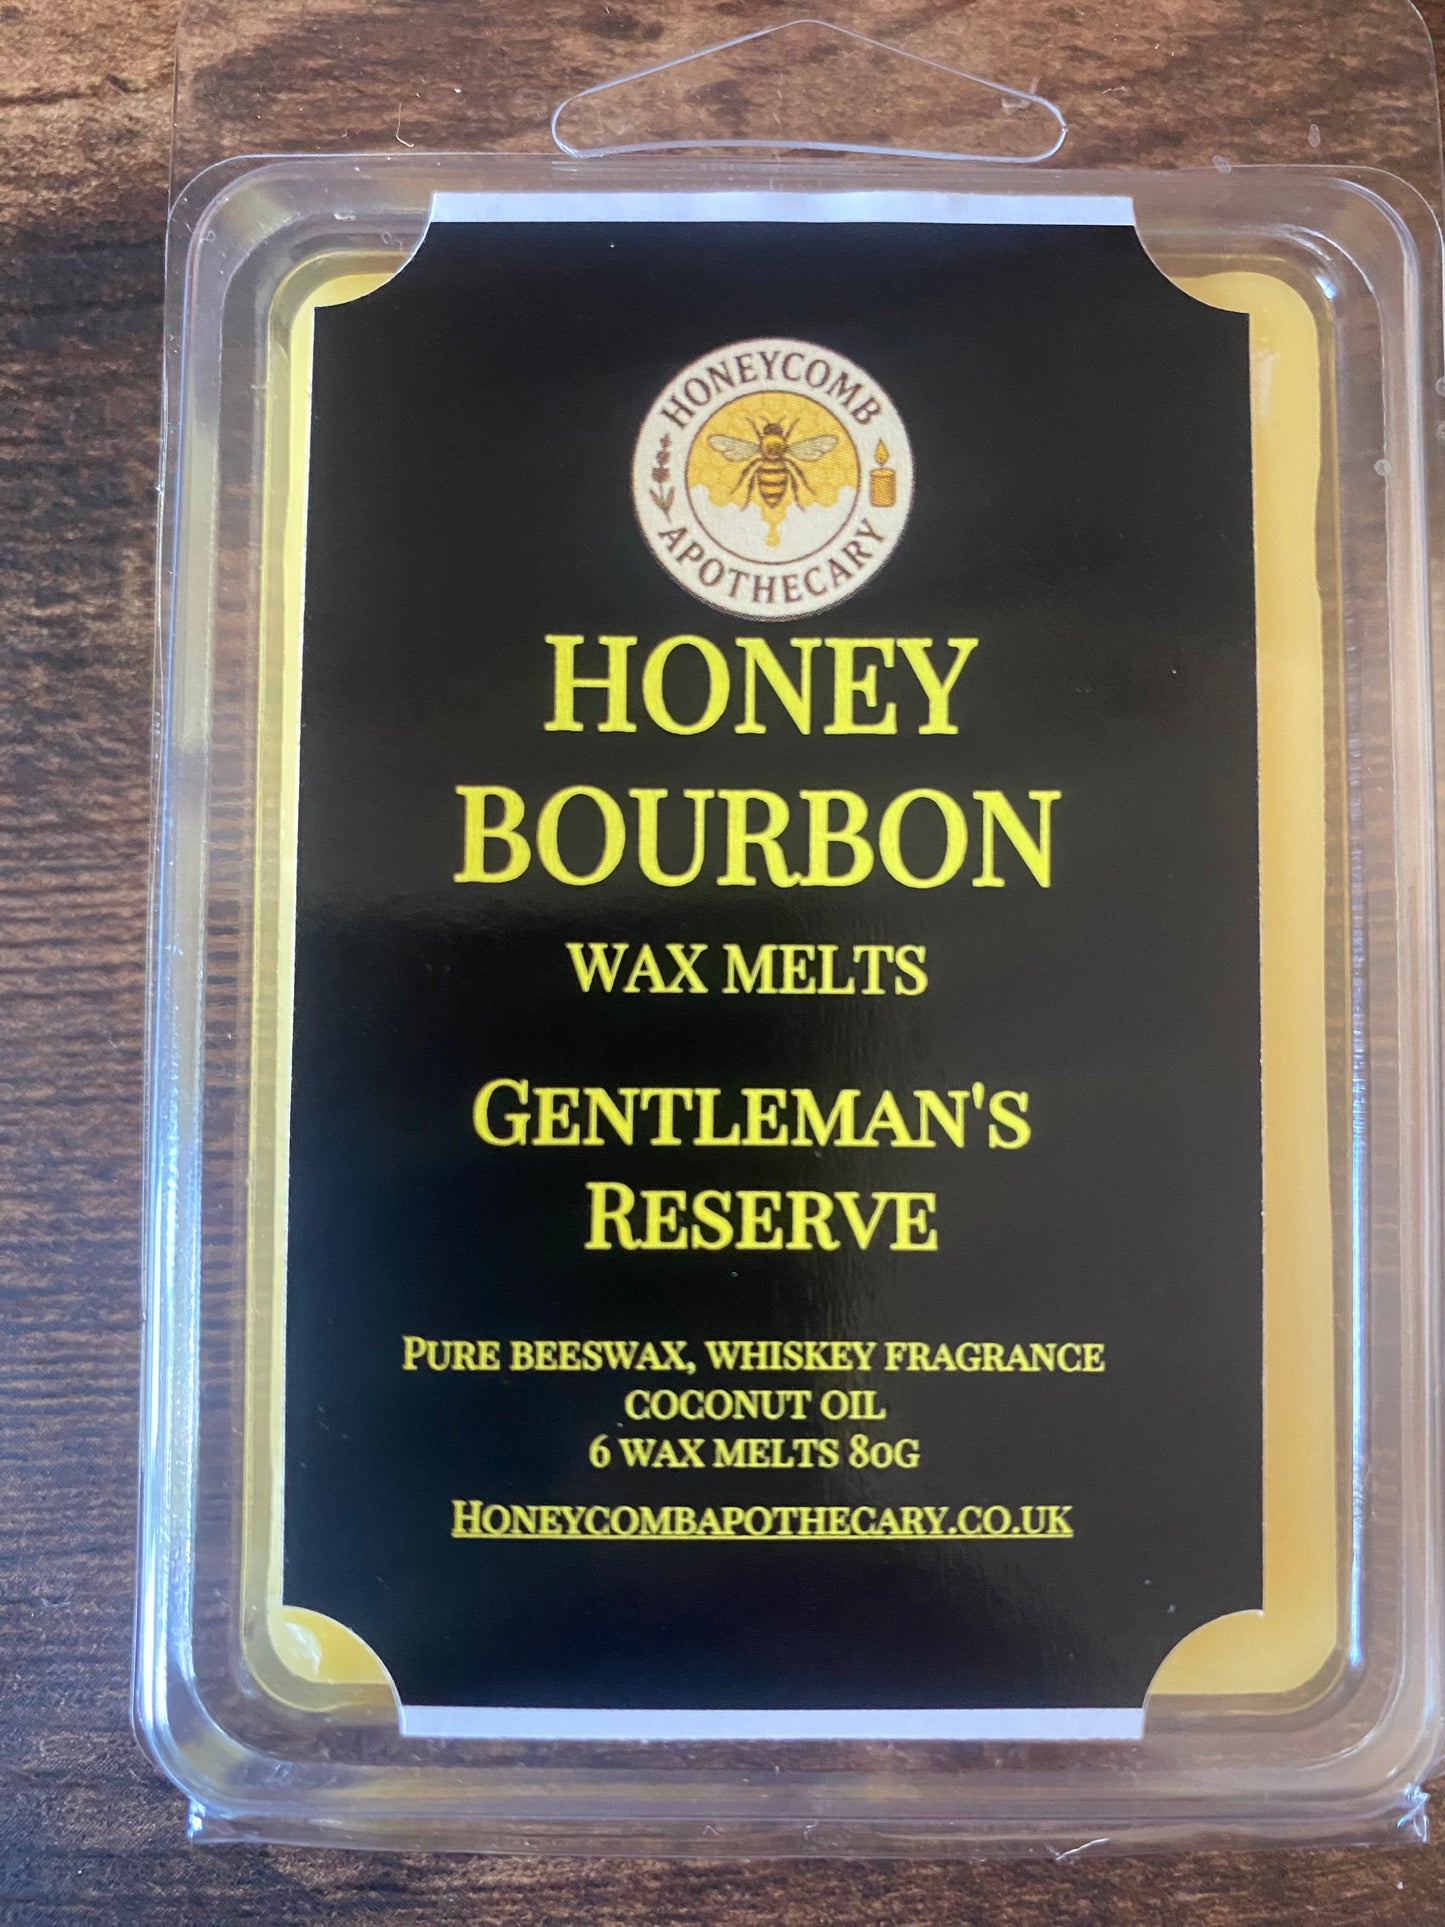 HONEYCOMB
APOTHECARY
HONEY
BOURBON
WAX MELTS
GENTLEMAN'S
RESERVE
PURE BEESWAX, WHISKEY FRAGRANCE
COCONUT OIL
6 WAX MELTS 80G
HONEYCOMBAPOTHECARY.CO.UK